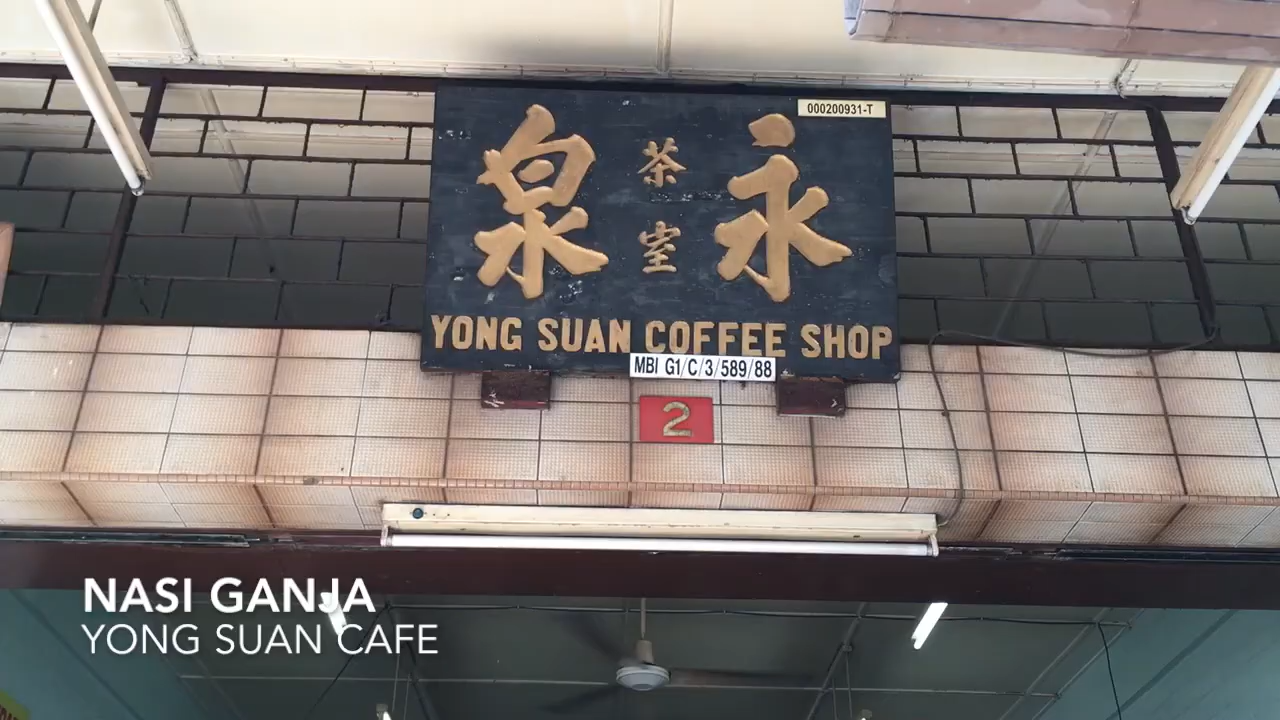 000200931-T
永 茶室 泉
YONG SUAN COFFEE SHOP
MBI G1/C/3/589/88
2
NASI GANJA
YONG SUAN CAFE